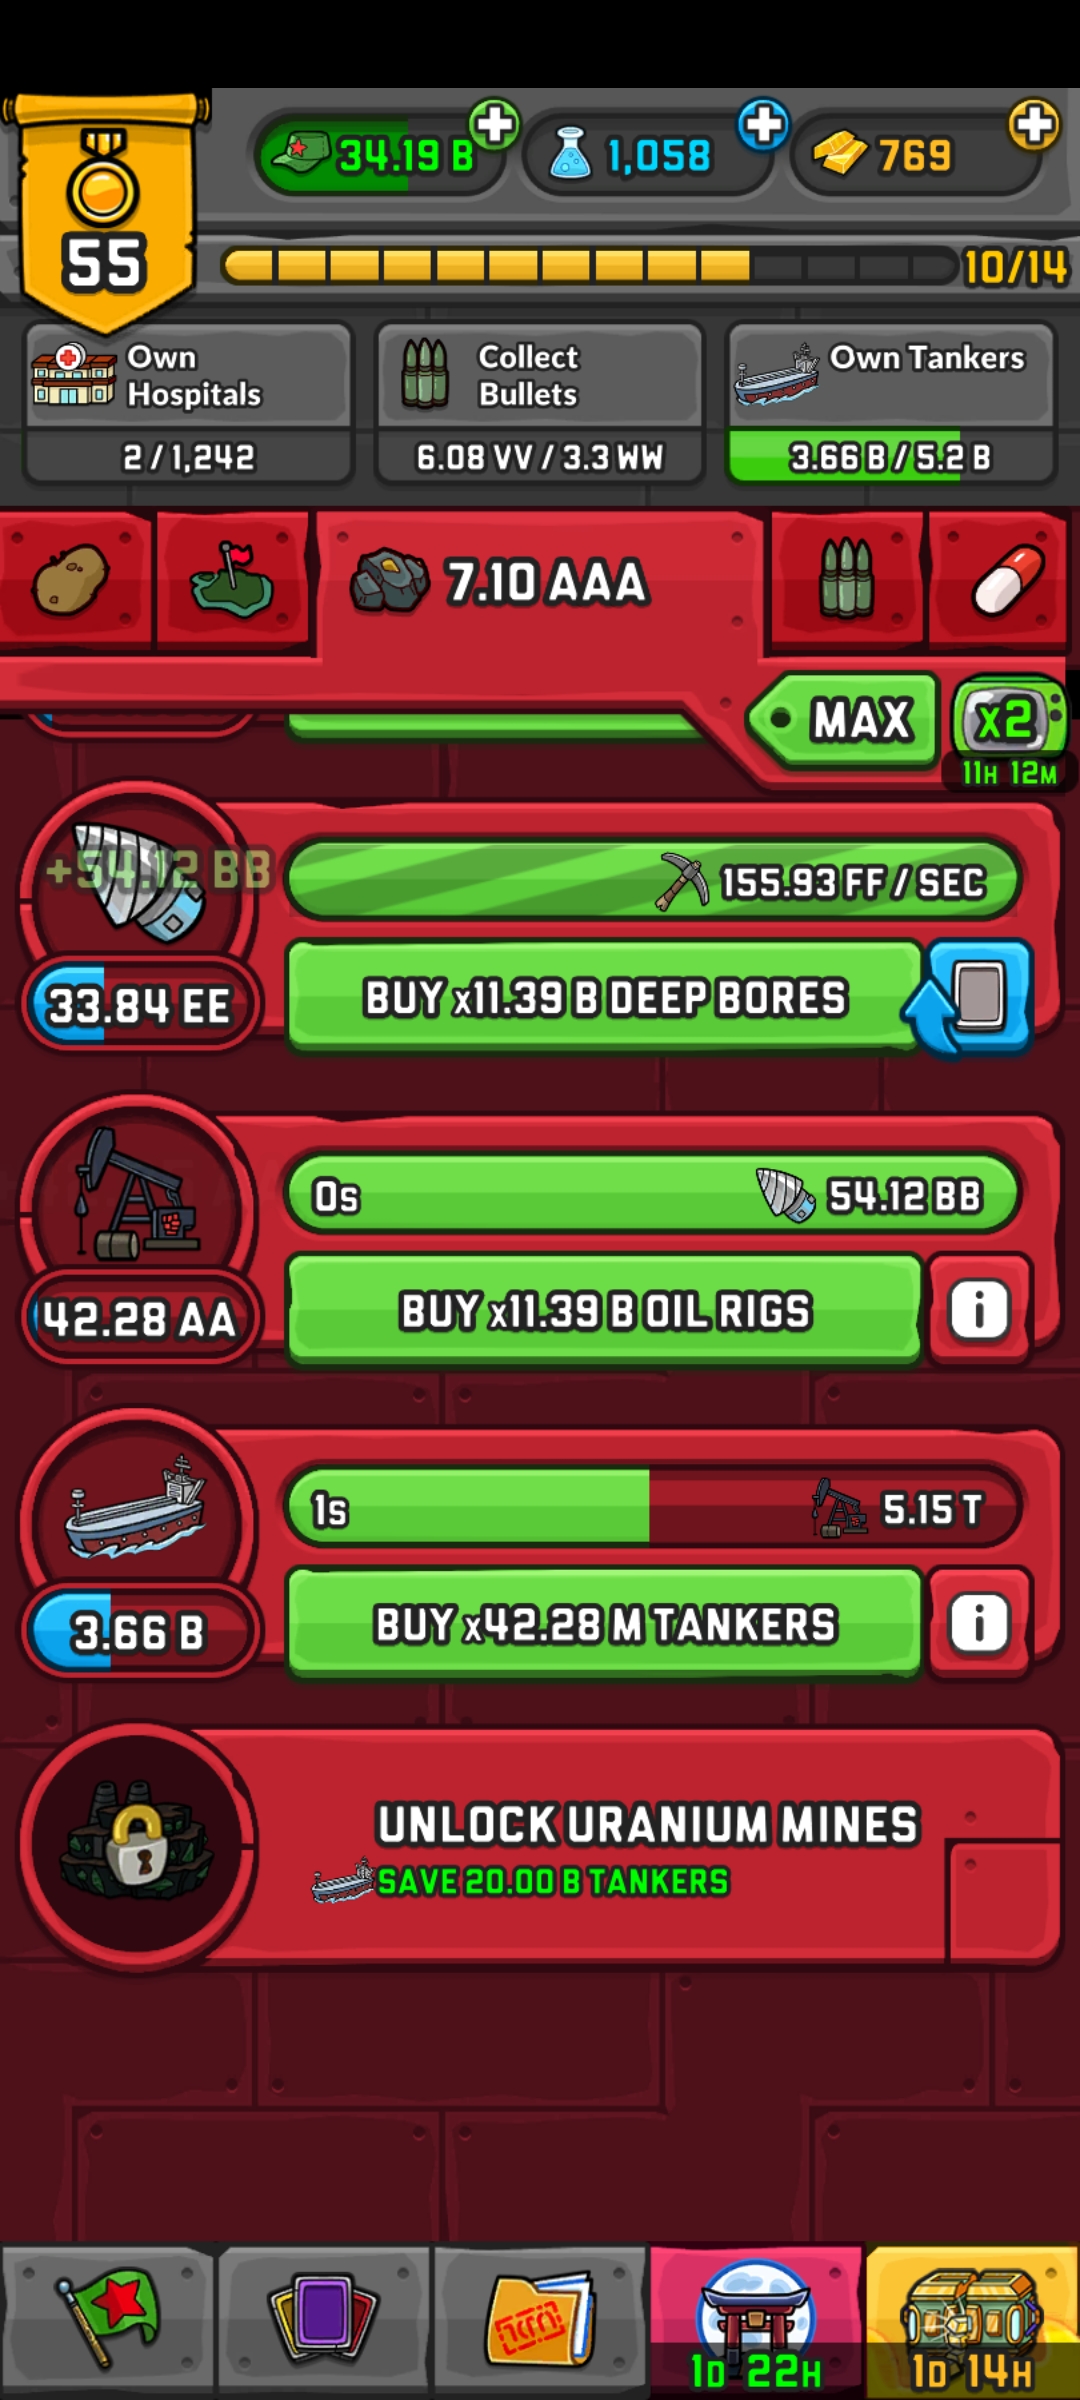 34.19 B
1,058
769
55
10/14
Own
Hospitals
2 / 1,242
Collect
Bullets
6.08 VV / 3.3 WW
Own Tankers
3.66 B / 5.2 B
7.10 AAA
MAX
x2
11H 12M
+54.12 BB
155.93 FF / SEC
33.84 EE
BUY x11.39 B DEEP BORES
0s
54.12 BB
42.28 AA
BUY x11.39 B OIL RIGS
i
1s
5.15 T
3.66 B
BUY x42.28 M TANKERS
i
UNLOCK URANIUM MINES
SAVE 20.00 B TANKERS
1D 22H
1D 14H